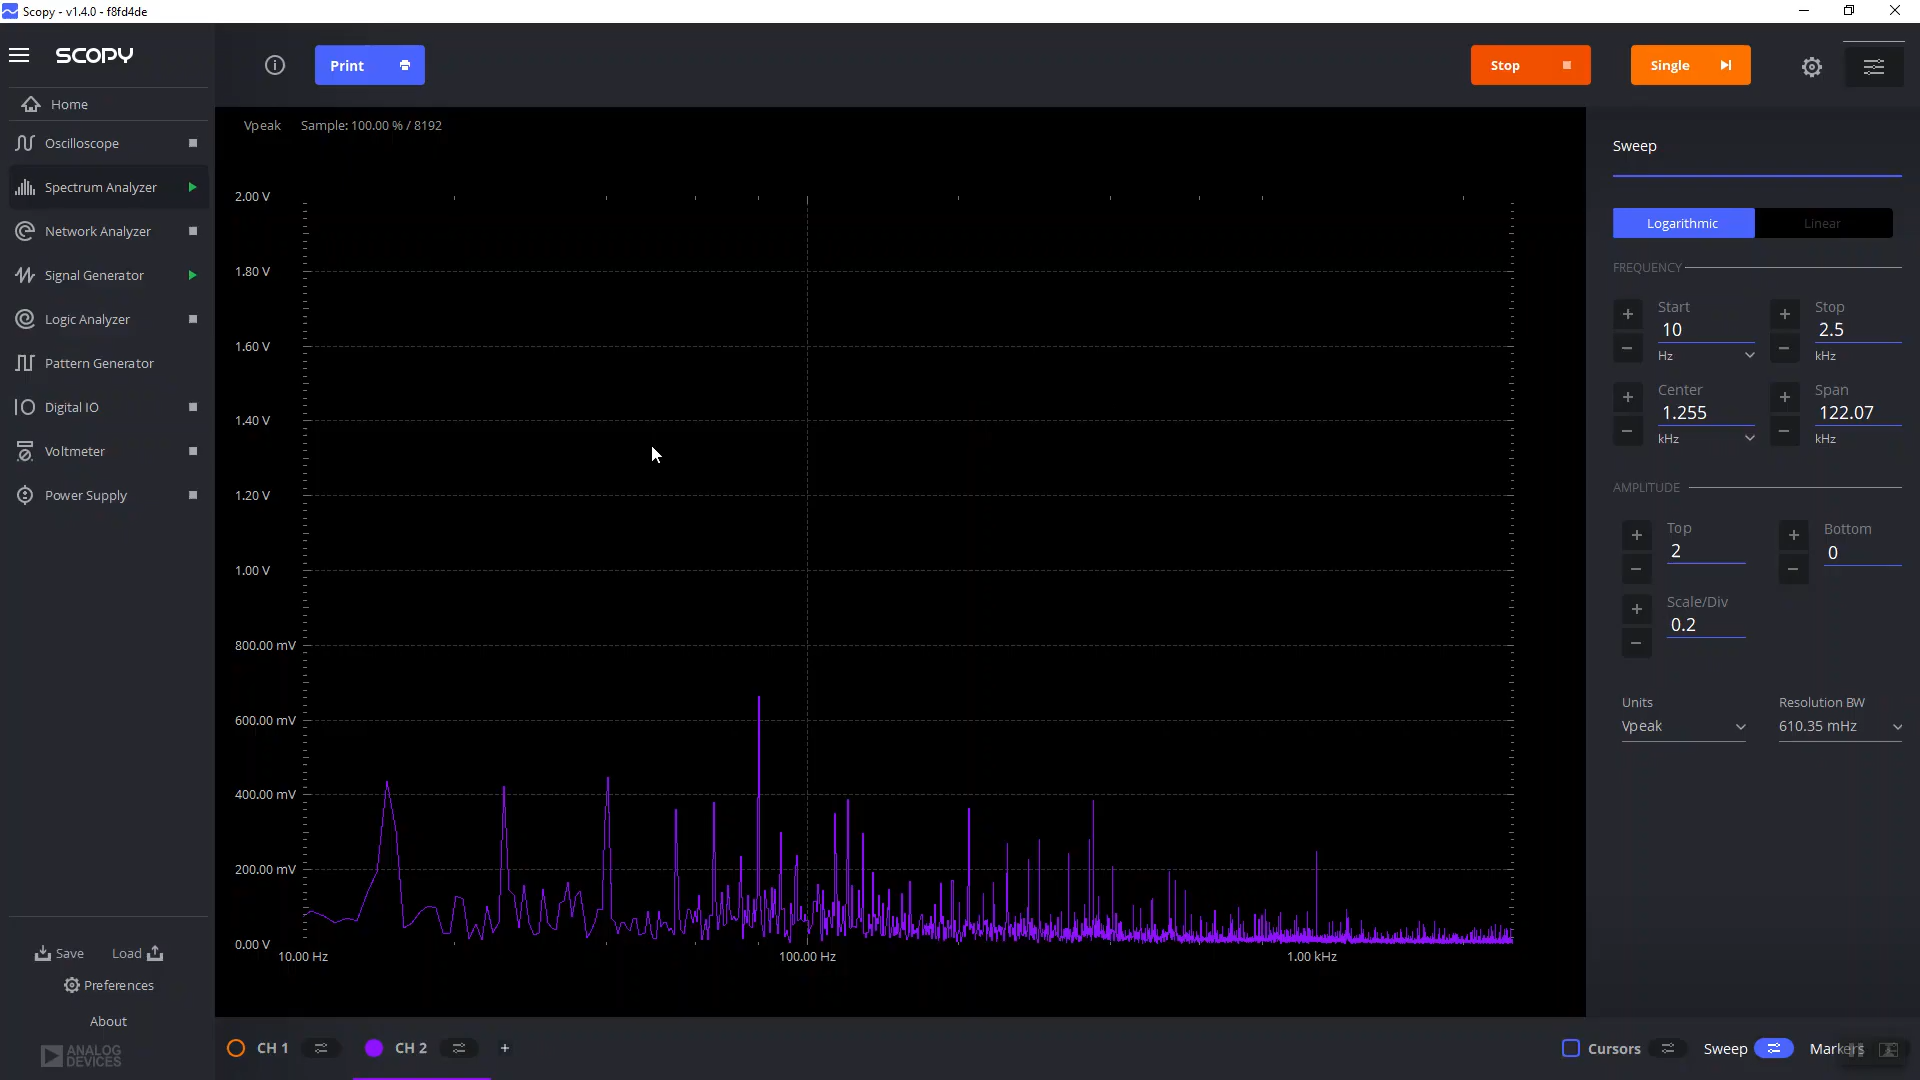 Scopy - v1.4.0 - f8fd4de
SCOPY
Print
Stop
Single
Home
Oscilloscope
Spectrum Analyzer
Network Analyzer
Signal Generator
Logic Analyzer
Pattern Generator
Digital IO
Voltmeter
Power Supply
Save
Load
Preferences
About
ANALOG
DEVICES
Vpeak Sample: 100.00 % / 8192
2.00 V
1.80 V
1.60 V
1.40 V
1.20 V
1.00 V
800.00 mV
600.00 mV
400.00 mV
200.00 mV
0.00 V
10.00 Hz
100.00 Hz
1.00 kHz
Sweep
Logarithmic
Linear
FREQUENCY
Start
10
Hz
Stop
2.5
kHz
Center
1.255
kHz
Span
122.07
kHz
AMPLITUDE
Top
2
Bottom
0
Scale/Div
0.2
Units
Vpeak
Resolution BW
610.35 mHz
CH 1
CH 2
+
Cursors
Sweep
Markers